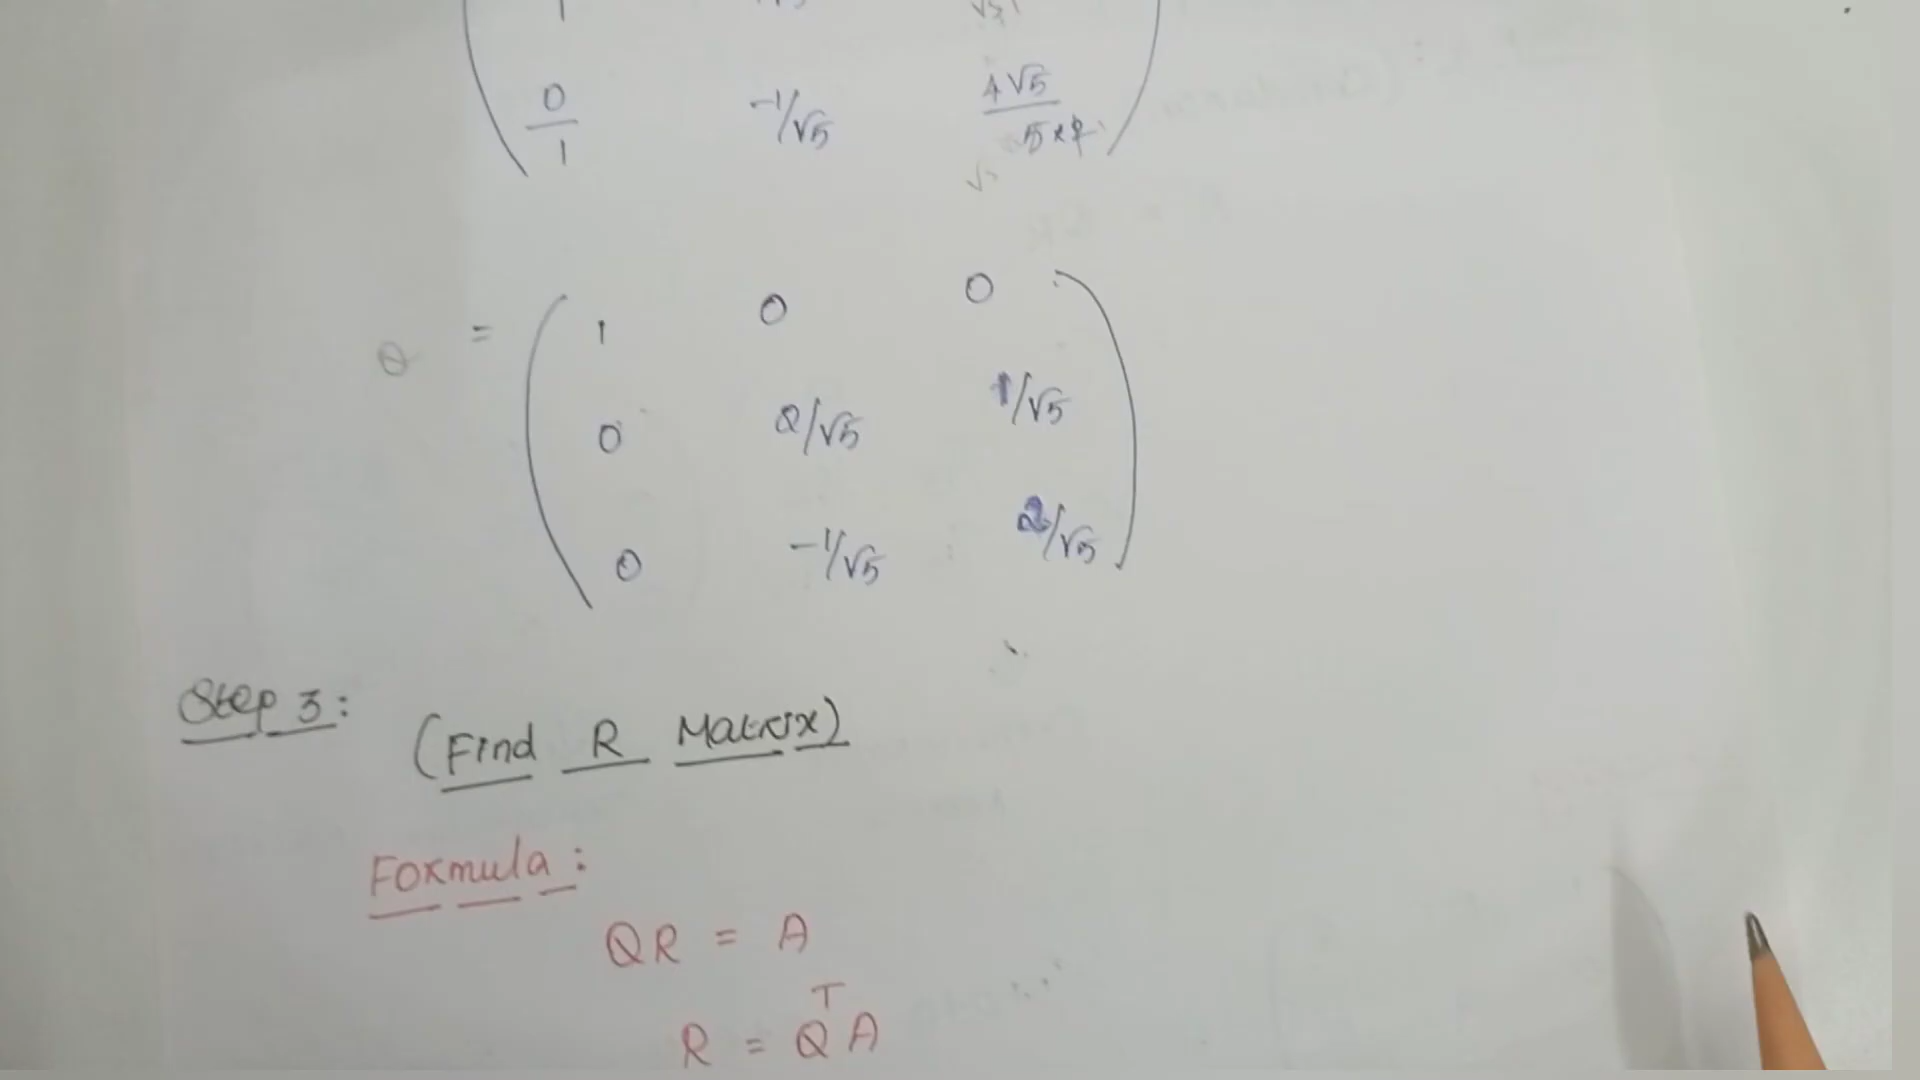 0/1 -1/√5 4√5/5×2
Q = ( 1 0 0
0 2/√5 1/√5
0 -1/√5 2/√5 )
Step 3:
(Find R Matrix)
Formula:
QR = A
R = Qᵀ A